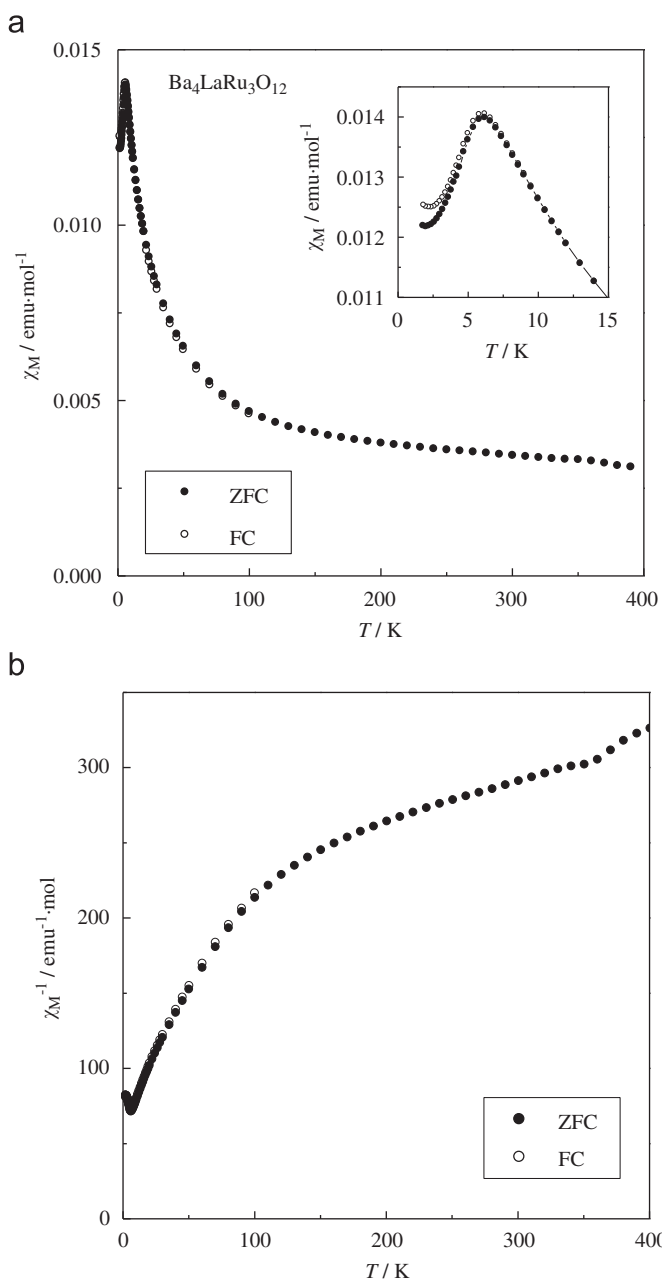 a
0.015
Ba₄LaRu₃O₁₂
0.014
0.013
0.012
0.011
χM / emu·mol⁻¹
0 5 10 15
T / K
0.010
0.005
0.000
χM / emu·mol⁻¹
ZFC
FC
0 100 200 300 400
T / K
b
300
200
100
0
χM⁻¹ / emu⁻¹·mol
ZFC
FC
0 100 200 300 400
T / K